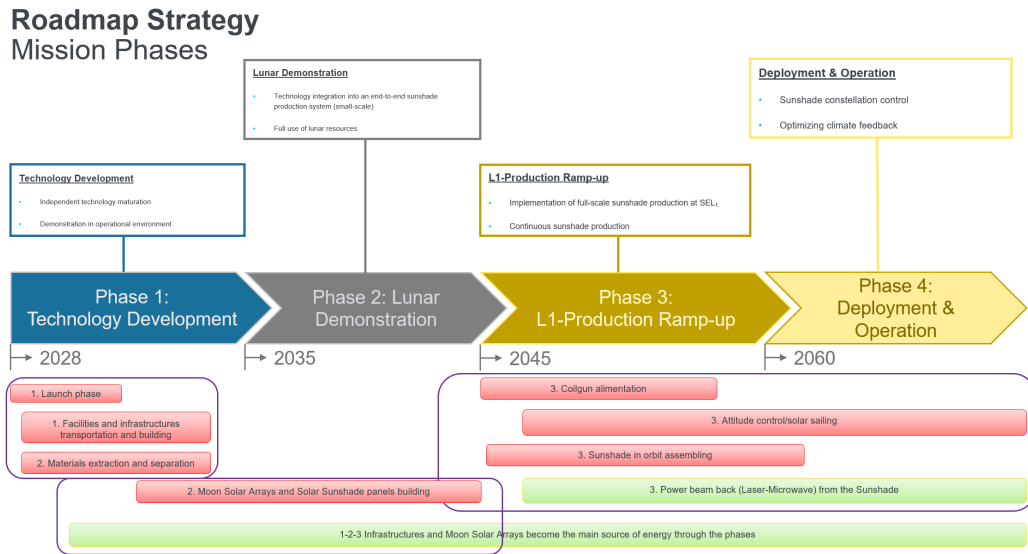 Roadmap Strategy
Mission Phases
Lunar Demonstration
• Technology integration into an end-to-end sunshade
production system (small-scale)
• Full use of lunar resources
Deployment & Operation
• Sunshade constellation control
• Optimizing climate feedback
Technology Development
• Independent technology maturation
• Demonstration in operational environment
L1-Production Ramp-up
• Implementation of full-scale sunshade production at SEL₁
• Continuous sunshade production
Phase 1:
Technology Development
Phase 2: Lunar
Demonstration
Phase 3:
L1-Production Ramp-up
Phase 4:
Deployment &
Operation
2028
2035
2045
2060
1. Launch phase
3. Coilgun alimentation
1. Facilities and infrastructures
transportation and building
3. Attitude control/solar sailing
2. Materials extraction and separation
3. Sunshade in orbit assembling
2. Moon Solar Arrays and Solar Sunshade panels building
3. Power beam back (Laser-Microwave) from the Sunshade
1-2-3 Infrastructures and Moon Solar Arrays become the main source of energy through the phases